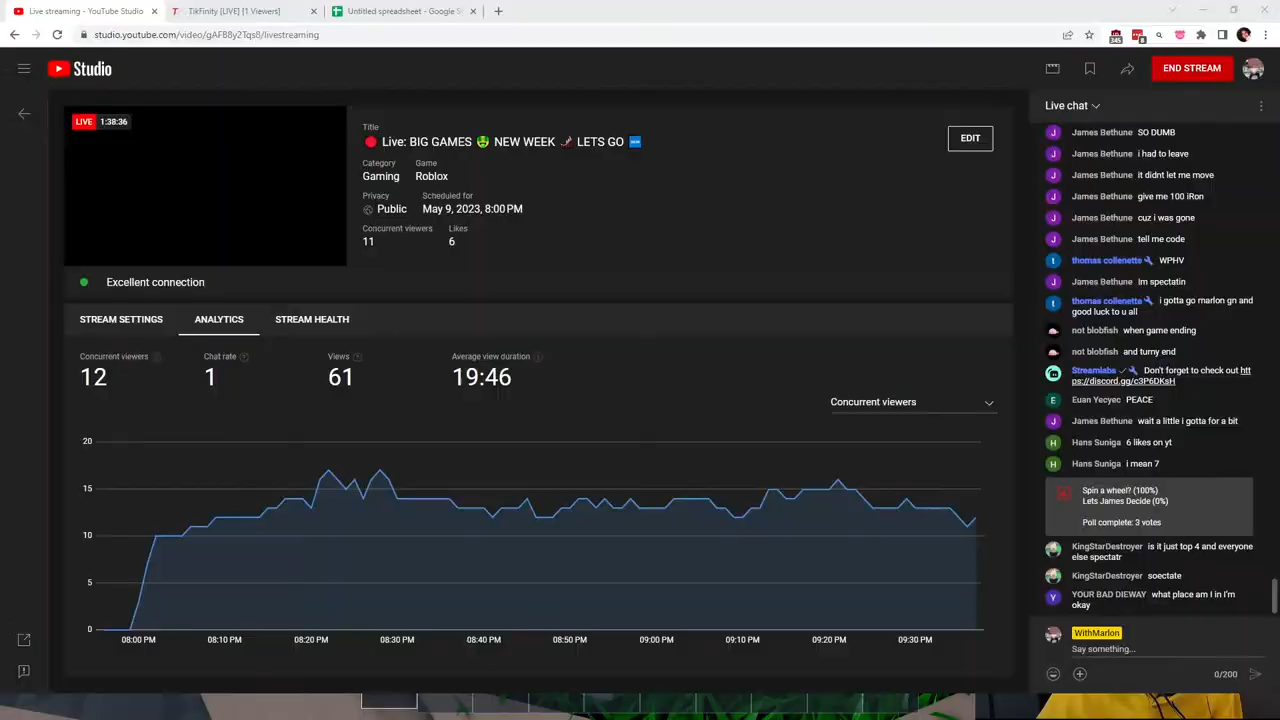 Live streaming - YouTube Studio
TikFinity [LIVE] [1 Viewers]
Untitled spreadsheet - Google S
studio.youtube.com/video/gAF88y2Tqs8/livestreaming
345
8
Studio
END STREAM
LIVE 1:38:36
Title
Live: BIG GAMES NEW WEEK LETS GO
EDIT
Category Game
Gaming Roblox
Privacy Scheduled for
Public May 9, 2023, 8:00 PM
Concurrent viewers Likes
11 6
Excellent connection
STREAM SETTINGS ANALYTICS STREAM HEALTH
Concurrent viewers Chat rate Views Average view duration
12 1 61 19:46
Concurrent viewers
20
15
10
5
0
08:00 PM 08:10 PM 08:20 PM 08:30 PM 08:40 PM 08:50 PM 09:00 PM 09:10 PM 09:20 PM 09:30 PM
Live chat
J James Bethune SO DUMB
J James Bethune i had to leave
J James Bethune it didnt let me move
J James Bethune give me 100 iRon
J James Bethune cuz i was gone
J James Bethune tell me code
t thomas collenette WPHV
J James Bethune Im spectatin
t thomas collenette i gotta go marlon gn and
good luck to u all
not blobfish when game ending
not blobfish and turny end
Streamlabs Don't forget to check out htt
ps://discord.gg/c3P6DKsH
E Euan Yecyec PEACE
J James Bethune wait a little i gotta for a bit
H Hans Suniga 6 likes on yt
H Hans Suniga i mean 7
Spin a wheel? (100%)
Lets James Decide (0%)
Poll complete: 3 votes
KingStarDestroyer is it just top 4 and everyone
else spectatr
KingStarDestroyer soectate
Y YOUR BAD DIEWAY what place am I in I'm
okay
WithMarlon
Say something...
0/200